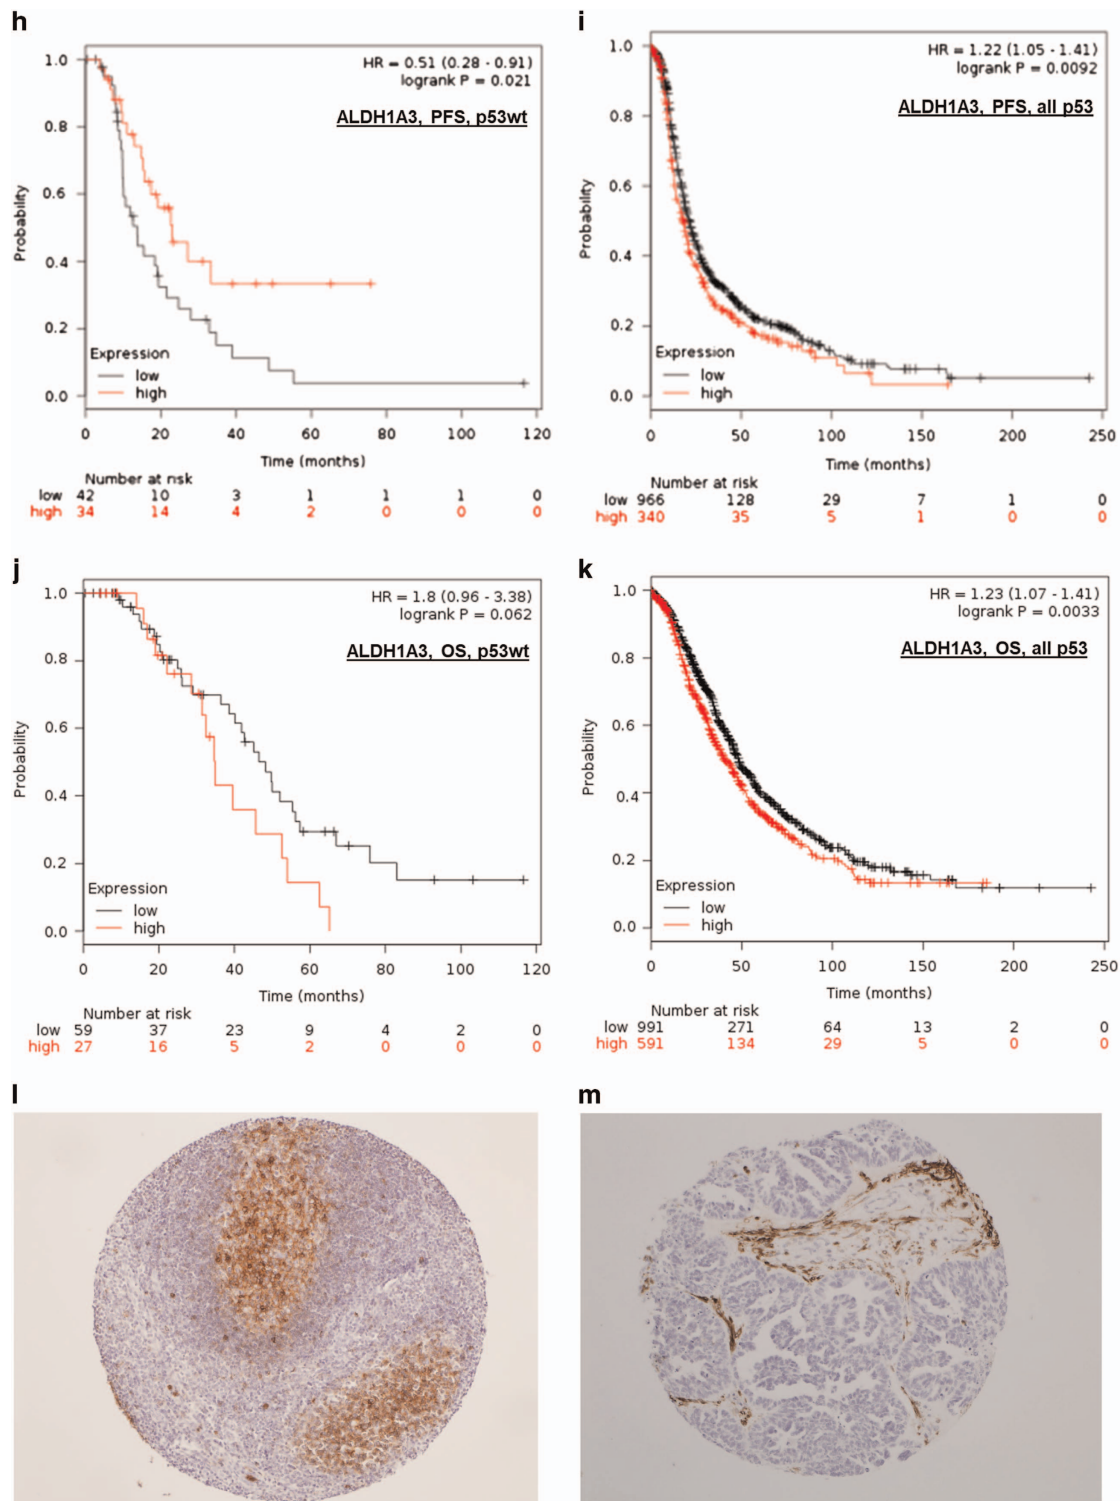 h
HR = 0.51 (0.28 - 0.91)
logrank P = 0.021
ALDH1A3, PFS, p53wt
Probability
1.0
0.8
0.6
0.4
0.2
0.0
Expression
low
high
0 20 40 60 80 100 120
Time (months)
Number at risk
low 42 10 3 1 1 1 0
high 34 14 4 2 0 0 0
i
HR = 1.22 (1.05 - 1.41)
logrank P = 0.0092
ALDH1A3, PFS, all p53
Probability
1.0
0.8
0.6
0.4
0.2
0.0
Expression
low
high
0 50 100 150 200 250
Time (months)
Number at risk
low 966 128 29 7 1 0
high 340 35 5 1 0 0
j
HR = 1.8 (0.96 - 3.38)
logrank P = 0.062
ALDH1A3, OS, p53wt
Probability
1.0
0.8
0.6
0.4
0.2
0.0
Expression
low
high
0 20 40 60 80 100 120
Time (months)
Number at risk
low 59 37 23 9 4 2 0
high 27 16 5 2 0 0 0
k
HR = 1.23 (1.07 - 1.41)
logrank P = 0.0033
ALDH1A3, OS, all p53
Probability
1.0
0.8
0.6
0.4
0.2
0.0
Expression
low
high
0 50 100 150 200 250
Time (months)
Number at risk
low 991 271 64 13 2 0
high 591 134 29 5 0 0
l
m